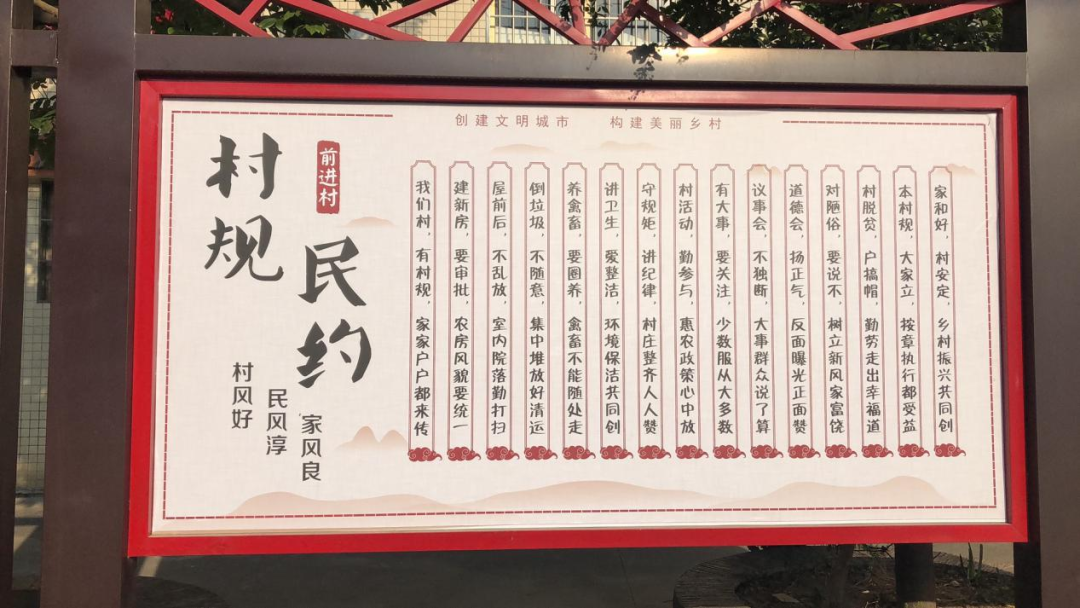 创建文明城市 构建美丽乡村
村规
前进村
民约
村风好
民风淳
家风良
我们村，有村规，家家户户都来传
建新房，要审批，农房风貌要统一
屋前后，不乱放，室内院落勤打扫
倒垃圾，不随意，集中堆放好清运
养禽畜，要圈养，禽畜不能随处走
讲卫生，爱整洁，环境保洁共同创
守规矩，讲纪律，村庄整齐人人赞
村活动，勤参与，惠农政策心中放
有大事，要关注，少数服从大多数
议事会，不独断，大事群众说了算
道德会，扬正气，反面曝光正面赞
对陋俗，要说不，树立新风家富饶
村脱贫，户搞帽，勤劳走出幸福道
本村规，大家立，按章执行都受益
家和好，村安定，乡村振兴共同创